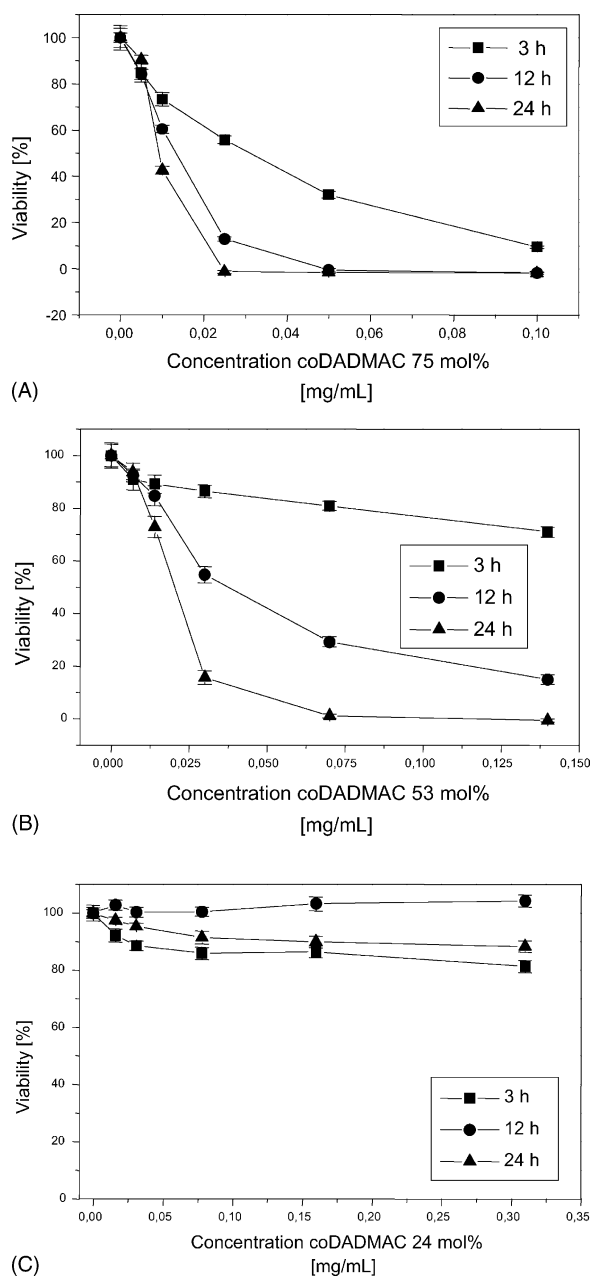 100
80
60
40
20
0
-20
Viability [%]
3 h
12 h
24 h
0,00
0,02
0,04
0,06
0,08
0,10
Concentration coDADMAC 75 mol%
[mg/mL]
(A)
100
80
60
40
20
0
Viability [%]
3 h
12 h
24 h
0,000
0,025
0,050
0,075
0,100
0,125
0,150
Concentration coDADMAC 53 mol%
[mg/mL]
(B)
100
80
60
40
20
0
Viability [%]
3 h
12 h
24 h
0,00
0,05
0,10
0,15
0,20
0,25
0,30
0,35
Concentration coDADMAC 24 mol%
[mg/mL]
(C)